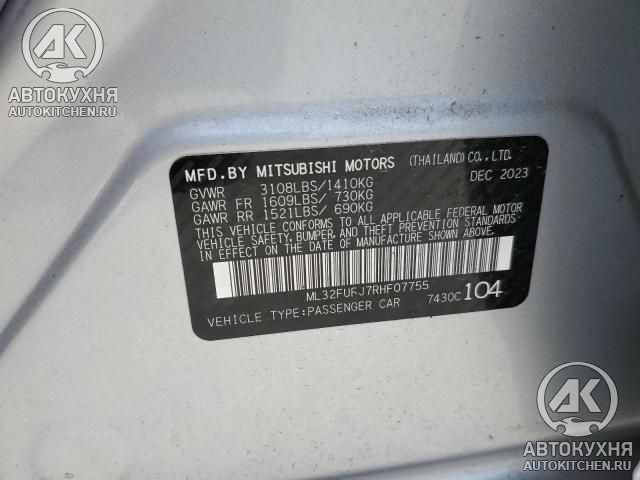 AK
АВТОКУХНЯ
AUTOKITCHEN.RU
MFD.BY MITSUBISHI MOTORS (THAILAND)CO.,LTD.
GVWR 3108LBS/1410KG DEC 2023
GAWR FR 1609LBS/ 730KG
GAWR RR 1521LBS/ 690KG
THIS VEHICLE CONFORMS TO ALL APPLICABLE FEDERAL MOTOR
VEHICLE SAFETY,BUMPER,AND THEFT PREVENTION STANDARDS
IN EFFECT ON THE DATE OF MANUFACTURE SHOWN ABOVE.
ML32FUFJ7RHF07755
VEHICLE TYPE:PASSENGER CAR 7430C 104
AK
АВТОКУХНЯ
AUTOKITCHEN.RU